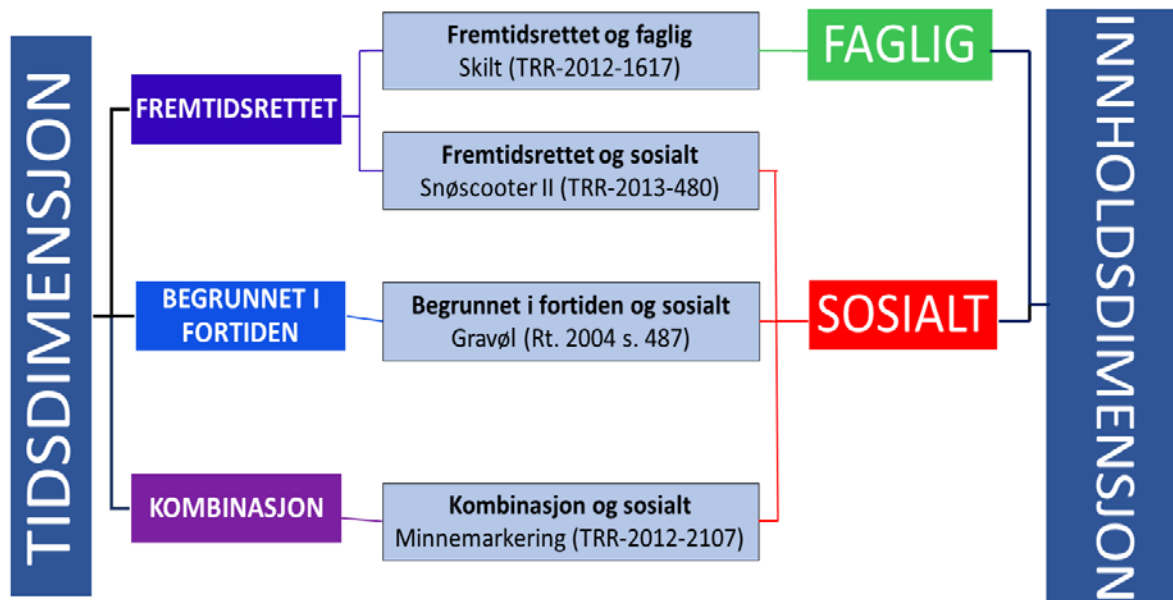 TIDSDIMENSJON
FREMTIDSRETTET
BEGRUNNET I
FORTIDEN
KOMBINASJON
Fremtidsrettet og faglig
Skilt (TRR-2012-1617)
Fremtidsrettet og sosialt
Snøscooter II (TRR-2013-480)
Begrunnet i fortiden og sosialt
Gravøl (Rt. 2004 s. 487)
Kombinasjon og sosialt
Minnemarkering (TRR-2012-2107)
FAGLIG
SOSIALT
INNHOLDSDIMENSJON